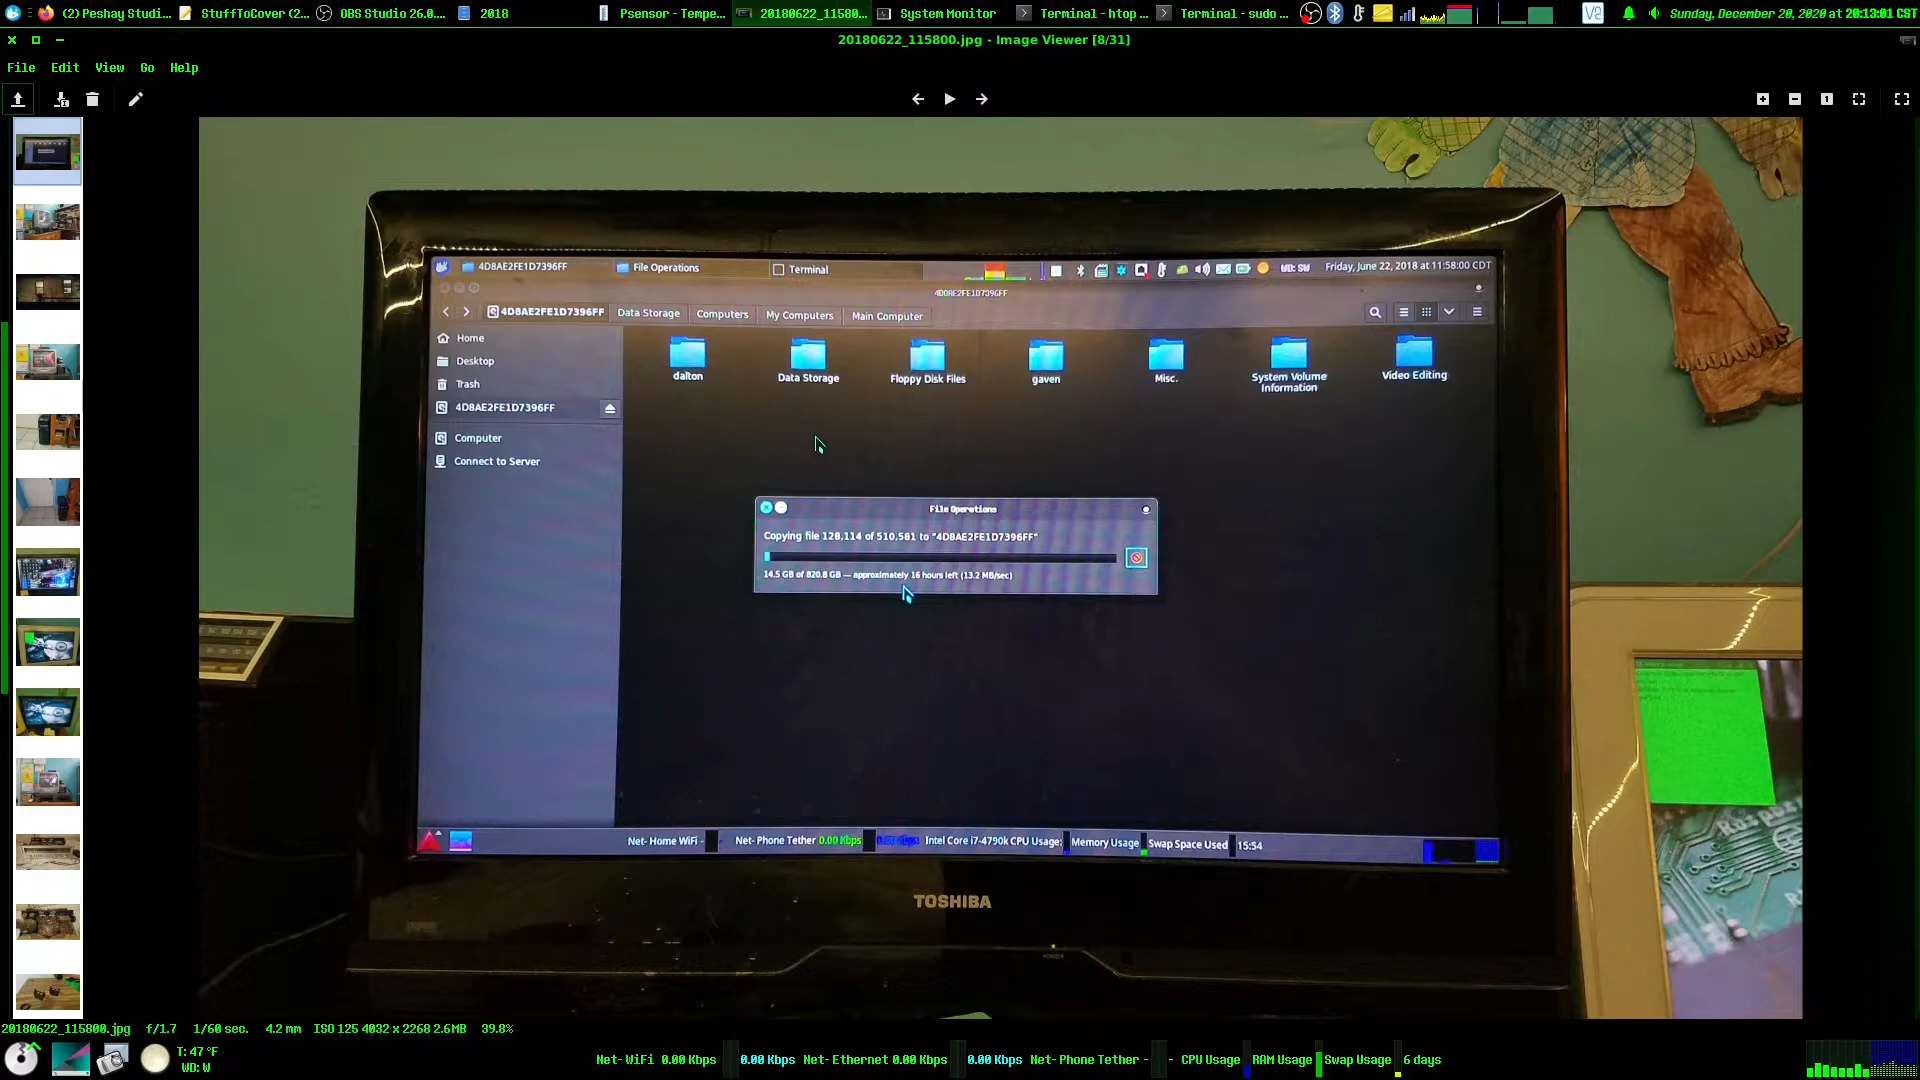 (2) Peshay Studi... StuffToCover (2... OBS Studio 26.0.... 2018 Psensor - Tempe... 20180622_11580... System Monitor Terminal - htop ... Terminal - sudo ... Sunday, December 20, 2020 at 20:13:01 CST
20180622_115800.jpg - Image Viewer [8/31]
File Edit View Go Help
4D8AE2FE1D7396FF File Operations Terminal WD: SW Friday, June 22, 2018 at 11:58:00 CDT
4D8AE2FE1D7396FF
4D8AE2FE1D7396FF Data Storage Computers My Computers Main Computer
Home
Desktop
Trash
4D8AE2FE1D7396FF
Computer
Connect to Server
dalton Data Storage Floppy Disk Files gaven Misc. System Volume Information Video Editing
File Operations
Copying file 128,114 of 510,581 to "4D8AE2FE1D7396FF"
14.5 GB of 820.8 GB — approximately 16 hours left (13.2 MB/sec)
Net- Home WiFi - Net- Phone Tether 0.00 Kbps Intel Core i7-4790k CPU Usage: Memory Usage Swap Space Used 15:54
TOSHIBA
POWER
20180622_115800.jpg f/1.7 1/60 sec. 4.2 mm ISO 125 4032 x 2268 2.6MB 39.8%
T: 47 °F
WD: W
Net- WiFi 0.00 Kbps 0.00 Kbps Net- Ethernet 0.00 Kbps 0.00 Kbps Net- Phone Tether - - CPU Usage RAM Usage Swap Usage 6 days